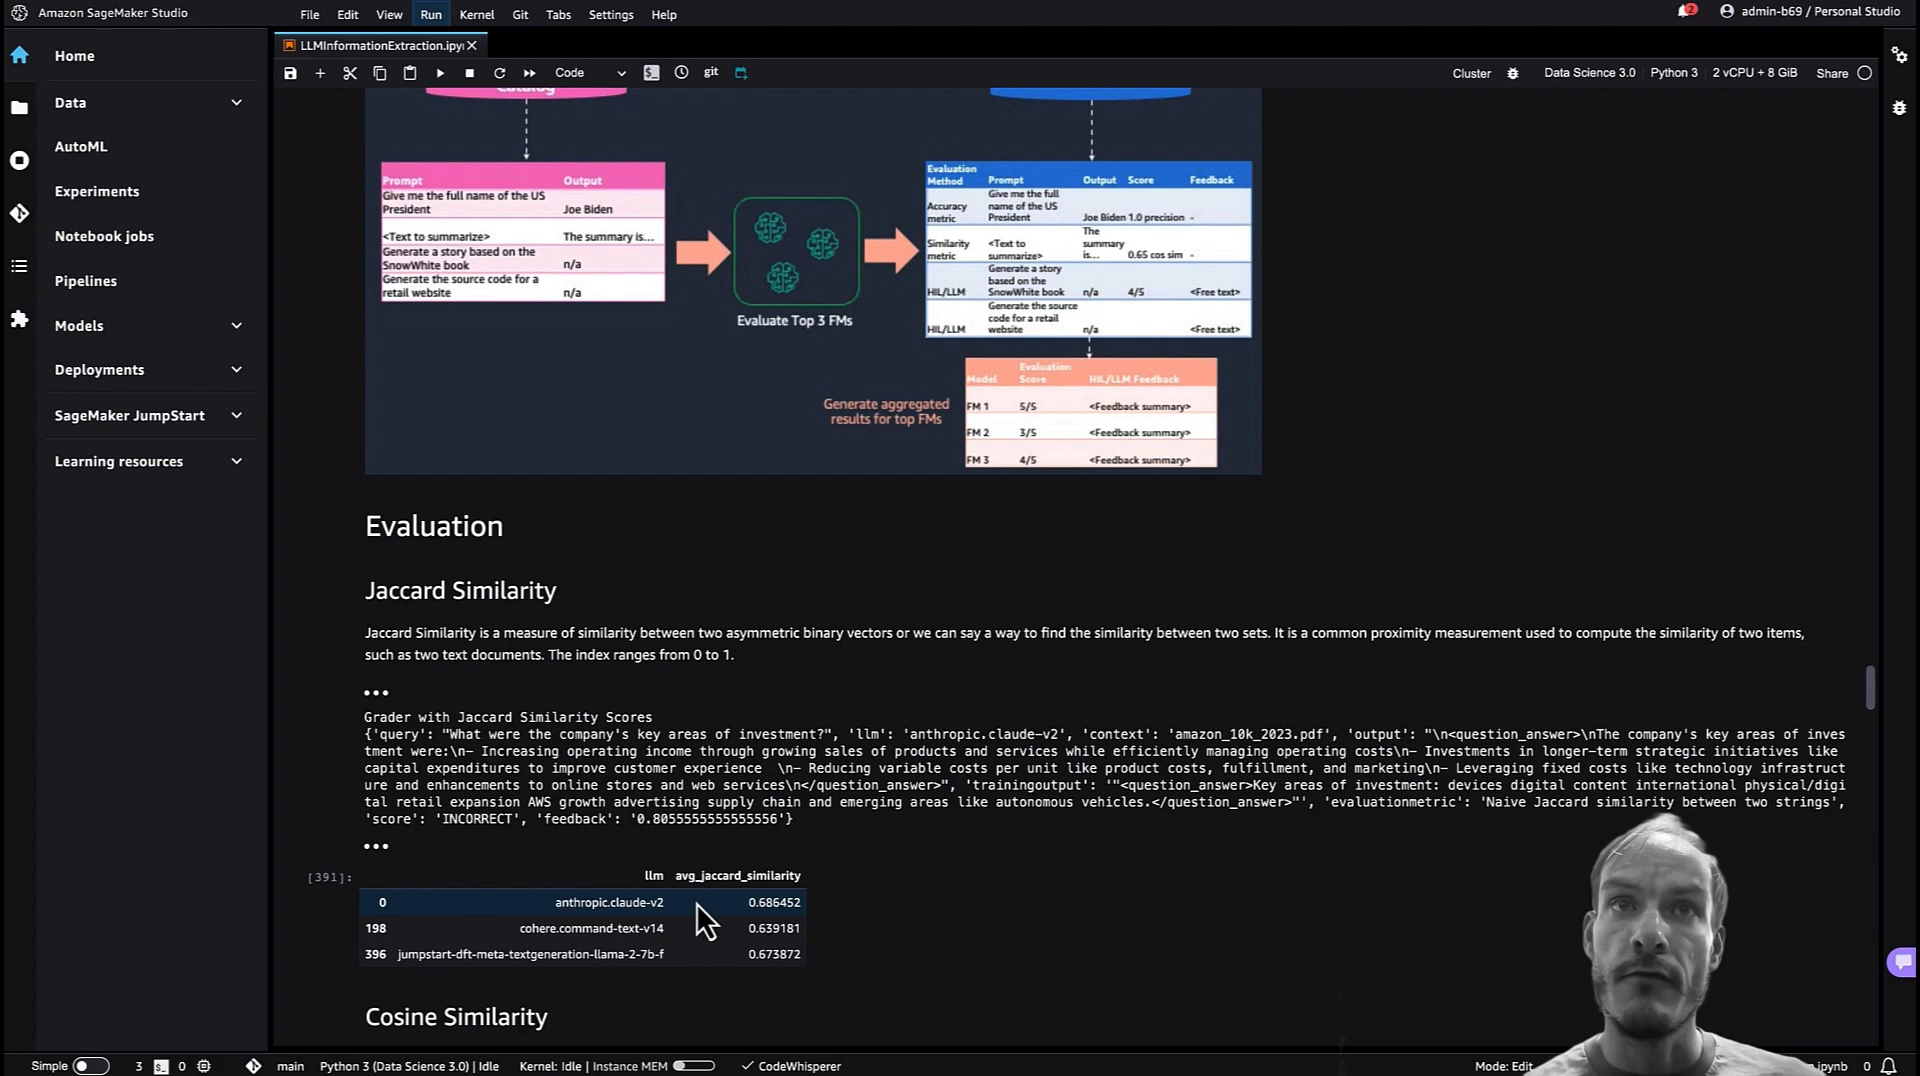 Amazon SageMaker Studio
File Edit View Run Kernel Git Tabs Settings Help
2 admin-b69 / Personal Studio
LLMInformationExtraction.ipy
Code
git
Cluster Data Science 3.0 Python 3 2 vCPU + 8 GiB Share
Home
Data
AutoML
Experiments
Notebook jobs
Pipelines
Models
Deployments
SageMaker JumpStart
Learning resources
Catalog
Prompt Output
Give me the full name of the US
President Joe Biden
<Text to summarize> The summary is...
Generate a story based on the
SnowWhite book n/a
Generate the source code for a
retail website n/a
Evaluate Top 3 FMs
Evaluation
Method Prompt Output Score Feedback
Give me the full
Accuracy name of the US
metric President Joe Biden 1.0 precision -
The
Similarity <Text to summary
metric summarize> is... 0.65 cos sim -
Generate a story
based on the
HIL/LLM SnowWhite book n/a 4/5 <Free text>
Generate the source
code for a retail
HIL/LLM website n/a <Free text>
Generate aggregated
results for top FMs
Evaluation
Model Score HIL/LLM Feedback
FM 1 5/5 <Feedback summary>
FM 2 3/5 <Feedback summary>
FM 3 4/5 <Feedback summary>
Evaluation
Jaccard Similarity
Jaccard Similarity is a measure of similarity between two asymmetric binary vectors or we can say a way to find the similarity between two sets. It is a common proximity measurement used to compute the similarity of two items,
such as two text documents. The index ranges from 0 to 1.
•••
Grader with Jaccard Similarity Scores
{'query': "What were the company's key areas of investment?", 'llm': 'anthropic.claude-v2', 'context': 'amazon_10k_2023.pdf', 'output': "\n<question_answer>\nThe company's key areas of inves
tment were:\n– Increasing operating income through growing sales of products and services while efficiently managing operating costs\n– Investments in longer-term strategic initiatives like
capital expenditures to improve customer experience  \n– Reducing variable costs per unit like product costs, fulfillment, and marketing\n– Leveraging fixed costs like technology infrastruct
ure and enhancements to online stores and web services\n</question_answer>", 'trainingoutput': '"<question_answer>Key areas of investment: devices digital content international physical/digi
tal retail expansion AWS growth advertising supply chain and emerging areas like autonomous vehicles.</question_answer>"', 'evaluationmetric': 'Naive Jaccard similarity between two strings',
'score': 'INCORRECT', 'feedback': '0.8055555555555556'}
•••
[391]: llm avg_jaccard_similarity
0 anthropic.claude-v2 0.686452
198 cohere.command-text-v14 0.639181
396 jumpstart-dft-meta-textgeneration-llama-2-7b-f 0.673872
Cosine Similarity
Simple 3 0 main Python 3 (Data Science 3.0) | Idle Kernel: Idle | Instance MEM CodeWhisperer Mode: Edit n.ipynb 0